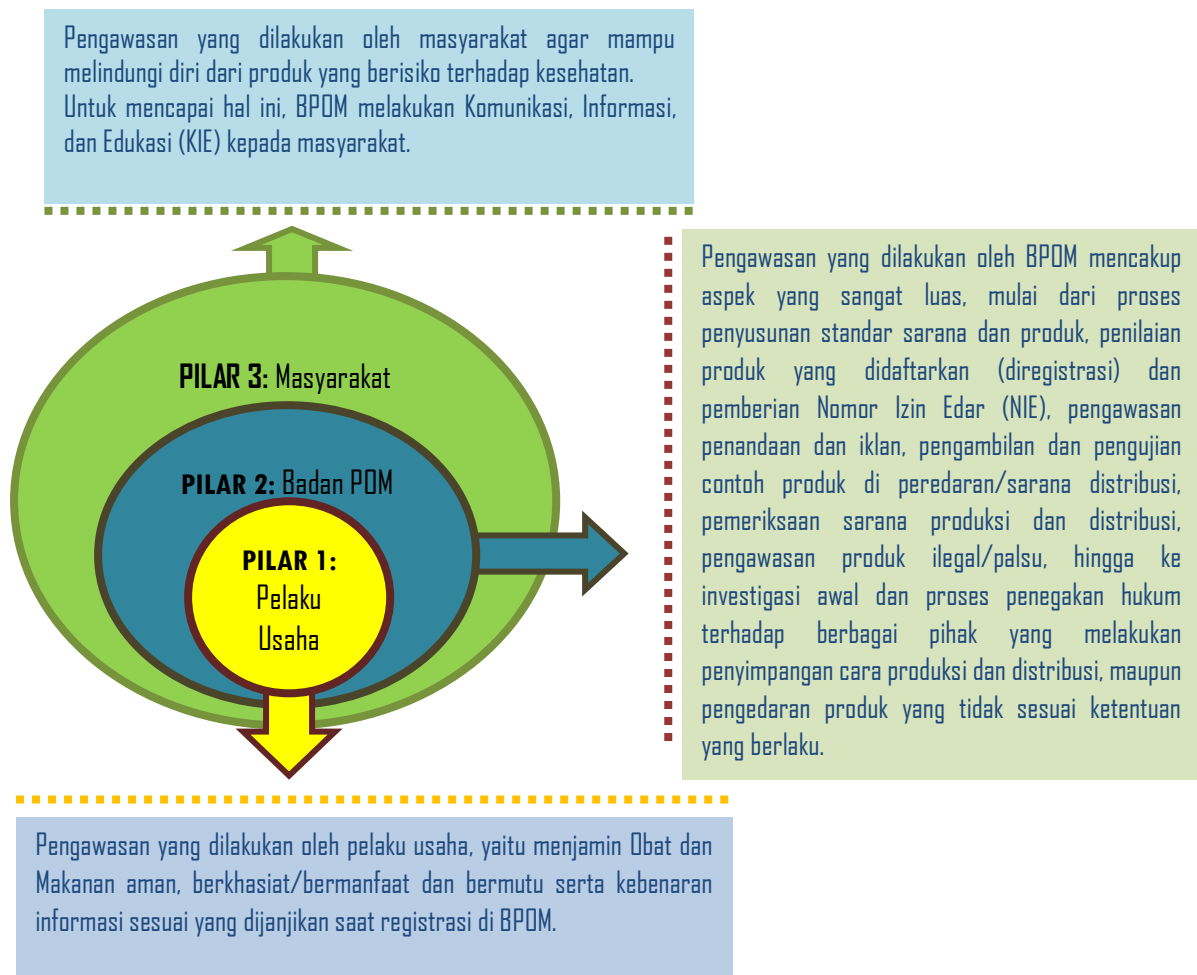 Pengawasan yang dilakukan oleh masyarakat agar mampu
melindungi diri dari produk yang berisiko terhadap kesehatan.
Untuk mencapai hal ini, BPOM melakukan Komunikasi, Informasi,
dan Edukasi (KIE) kepada masyarakat.
PILAR 3: Masyarakat
PILAR 2: Badan POM
PILAR 1:
Pelaku
Usaha
Pengawasan yang dilakukan oleh BPOM mencakup
aspek yang sangat luas, mulai dari proses
penyusunan standar sarana dan produk, penilaian
produk yang didaftarkan (diregistrasi) dan
pemberian Nomor Izin Edar (NIE), pengawasan
penandaan dan iklan, pengambilan dan pengujian
contoh produk di peredaran/sarana distribusi,
pemeriksaan sarana produksi dan distribusi,
pengawasan produk ilegal/palsu, hingga ke
investigasi awal dan proses penegakan hukum
terhadap berbagai pihak yang melakukan
penyimpangan cara produksi dan distribusi, maupun
pengedaran produk yang tidak sesuai ketentuan
yang berlaku.
Pengawasan yang dilakukan oleh pelaku usaha, yaitu menjamin Obat dan
Makanan aman, berkhasiat/bermanfaat dan bermutu serta kebenaran
informasi sesuai yang dijanjikan saat registrasi di BPOM.